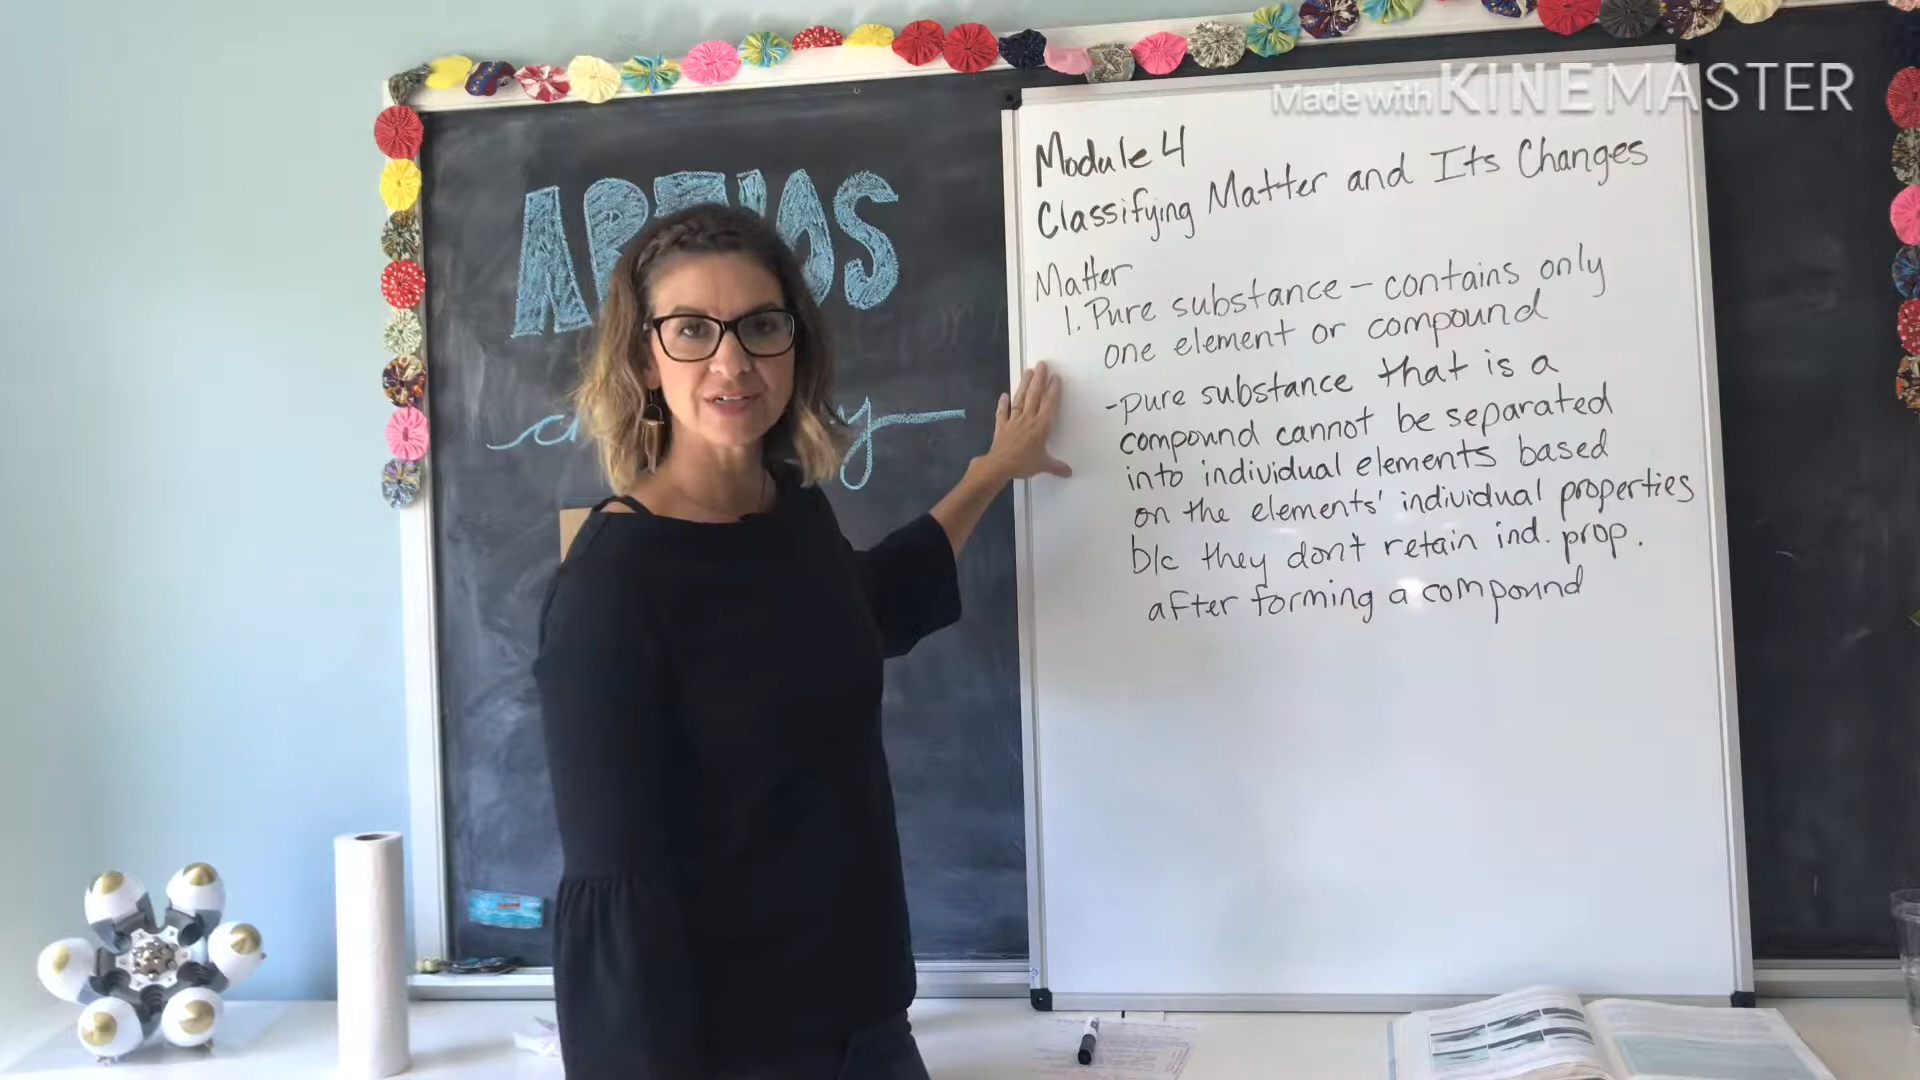 Made with KINEMASTER
Module 4
Classifying Matter and Its Changes
Matter
1. Pure substance – contains only
one element or compound
-pure substance that is a
compound cannot be separated
into individual elements based
on the elements' individual properties
b/c they don't retain ind. prop.
after forming a compound